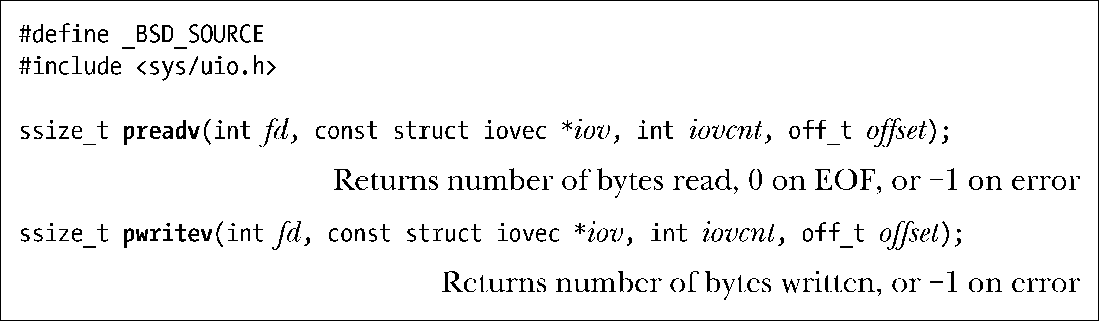 #define _BSD_SOURCE
#include <sys/uio.h>
ssize_t preadv(int fd, const struct iovec *iov, int iovcnt, off_t offset);
Returns number of bytes read, 0 on EOF, or –1 on error
ssize_t pwritev(int fd, const struct iovec *iov, int iovcnt, off_t offset);
Returns number of bytes written, or –1 on error